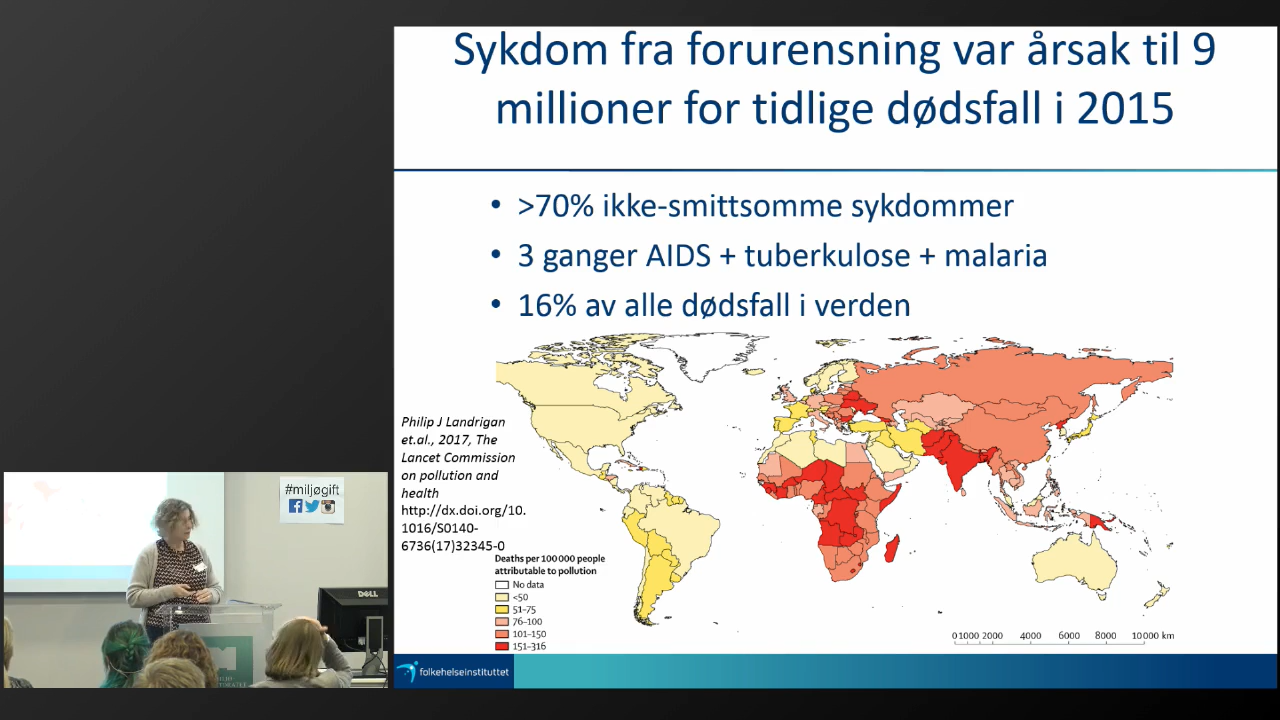 Sykdom fra forurensning var årsak til 9
millioner for tidlige dødsfall i 2015
• >70% ikke-smittsomme sykdommer
• 3 ganger AIDS + tuberkulose + malaria
• 16% av alle dødsfall i verden
Philip J Landrigan
et.al., 2017, The
Lancet Commission
on pollution and
health
http://dx.doi.org/10.
1016/S0140-
6736(17)32345-0
Deaths per 100 000 people
attributable to pollution
No data
<50
51–75
76–100
101–150
151–316
0 1000 2000 4000 6000 8000 10 000 km
folkehelseinstituttet
#miljøgift
DELL